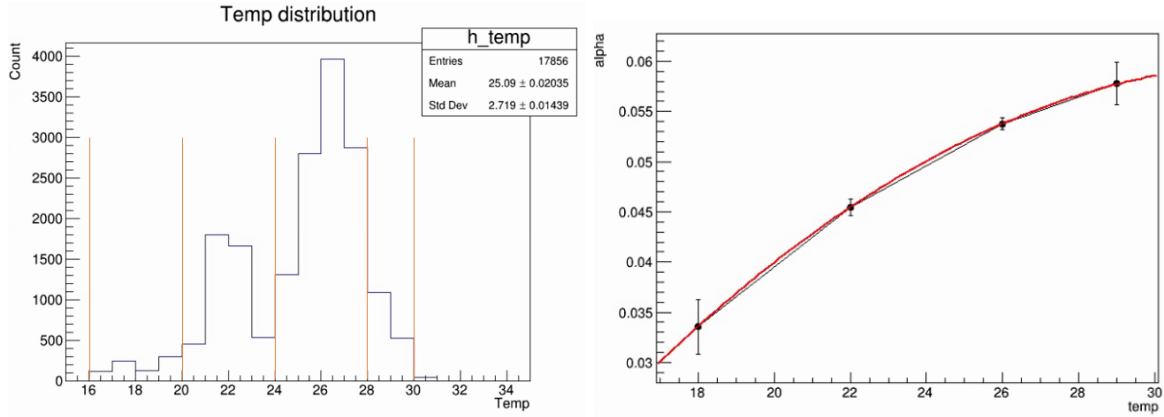 Temp distribution
h_temp
Entries 17856
Mean 25.09 ± 0.02035
Std Dev 2.719 ± 0.01439
Count
4000
3500
3000
2500
2000
1500
1000
500
0
16 18 20 22 24 26 28 30 32 34
Temp
alpha
0.06
0.055
0.05
0.045
0.04
0.035
0.03
18 20 22 24 26 28 30
temp